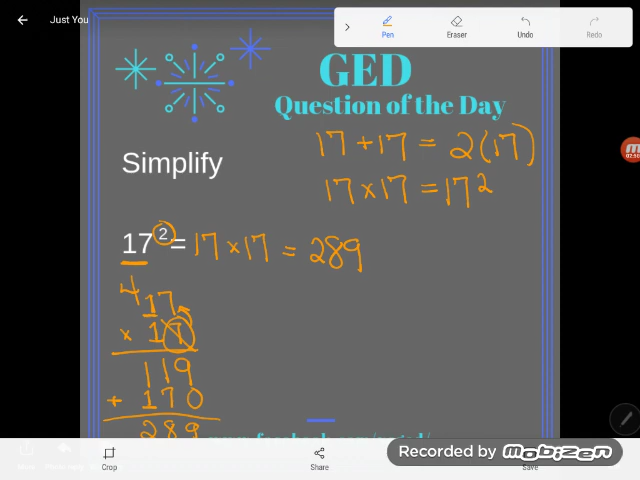 Just You
Pen
Eraser
Undo
Redo
GED
Question of the Day
17 + 17 = 2(17)
17 x 17 = 17²
Simplify
17² = 17 x 17 = 289
4
17
x 17
119
+ 170
289
Crop
Share
Save
Recorded by
MOBIZEN